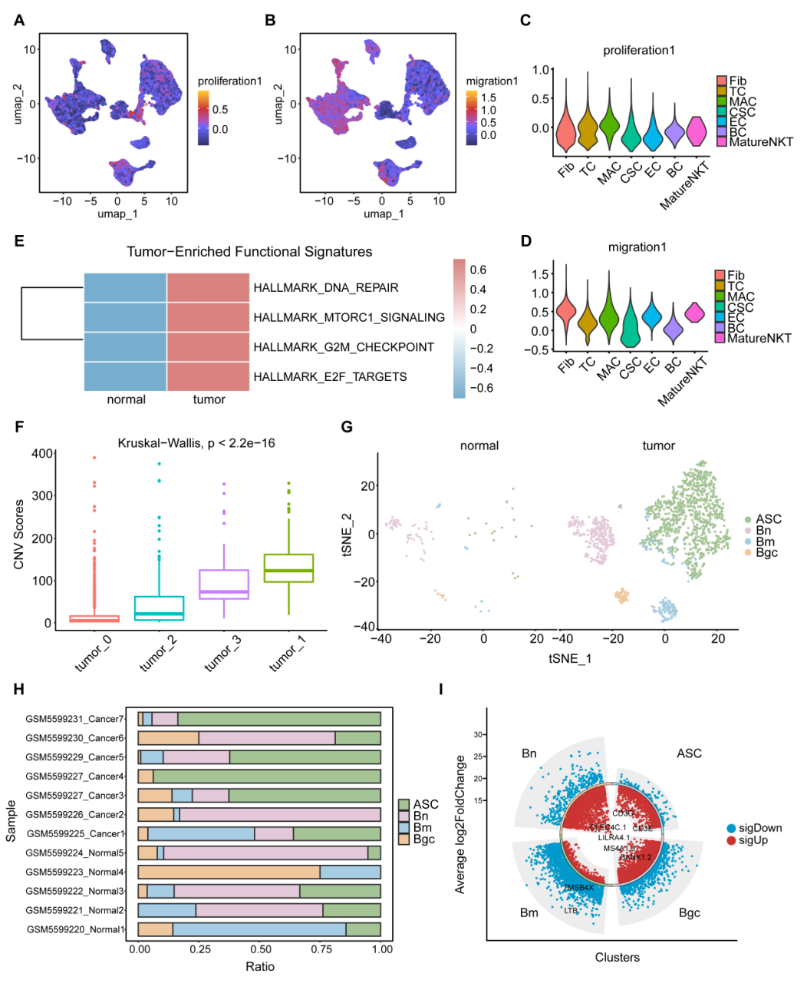 A
B
C
proliferation1
umap_2
10
0
−10
−10
−5
0
5
10
umap_1
proliferation1
0.5
0.0
umap_2
10
0
−10
−10
−5
0
5
10
umap_1
migration1
1.5
1.0
0.5
0.0
1.0
0.5
0.0
Fib
TC
MAC
CSC
EC
BC
MatureNKT
Fib
TC
MAC
CSC
EC
BC
MatureNKT
E
Tumor−Enriched Functional Signatures
HALLMARK_DNA_REPAIR
HALLMARK_MTORC1_SIGNALING
HALLMARK_G2M_CHECKPOINT
HALLMARK_E2F_TARGETS
normal
tumor
0.6
0.4
0.2
0
−0.2
−0.4
−0.6
D
migration1
1.5
1.0
0.5
0.0
−0.5
Fib
TC
MAC
CSC
EC
BC
MatureNKT
Fib
TC
MAC
CSC
EC
BC
MatureNKT
F
Kruskal−Wallis, p < 2.2e−16
CNV Scores
400
300
200
100
0
tumor_0
tumor_2
tumor_3
tumor_1
G
normal
tumor
tSNE_2
20
0
−20
−40
−40
−20
0
20
−40
−20
0
20
tSNE_1
ASC
Bn
Bm
Bgc
H
Sample
GSM5599231_Cancer7
GSM5599230_Cancer6
GSM5599229_Cancer5
GSM5599227_Cancer4
GSM5599227_Cancer3
GSM5599226_Cancer2
GSM5599225_Cancer1
GSM5599224_Normal5
GSM5599223_Normal4
GSM5599222_Normal3
GSM5599221_Normal2
GSM5599220_Normal1
0.00
0.25
0.50
0.75
1.00
Ratio
ASC
Bn
Bm
Bgc
I
Average log2FoldChange
30
25
20
15
Bn
ASC
CD3G
CLEC4C.1
CD3E
LILRA4.1
BANK1.2
TMSB4X
LTB
Bm
Bgc
Clusters
sigDown
sigUp